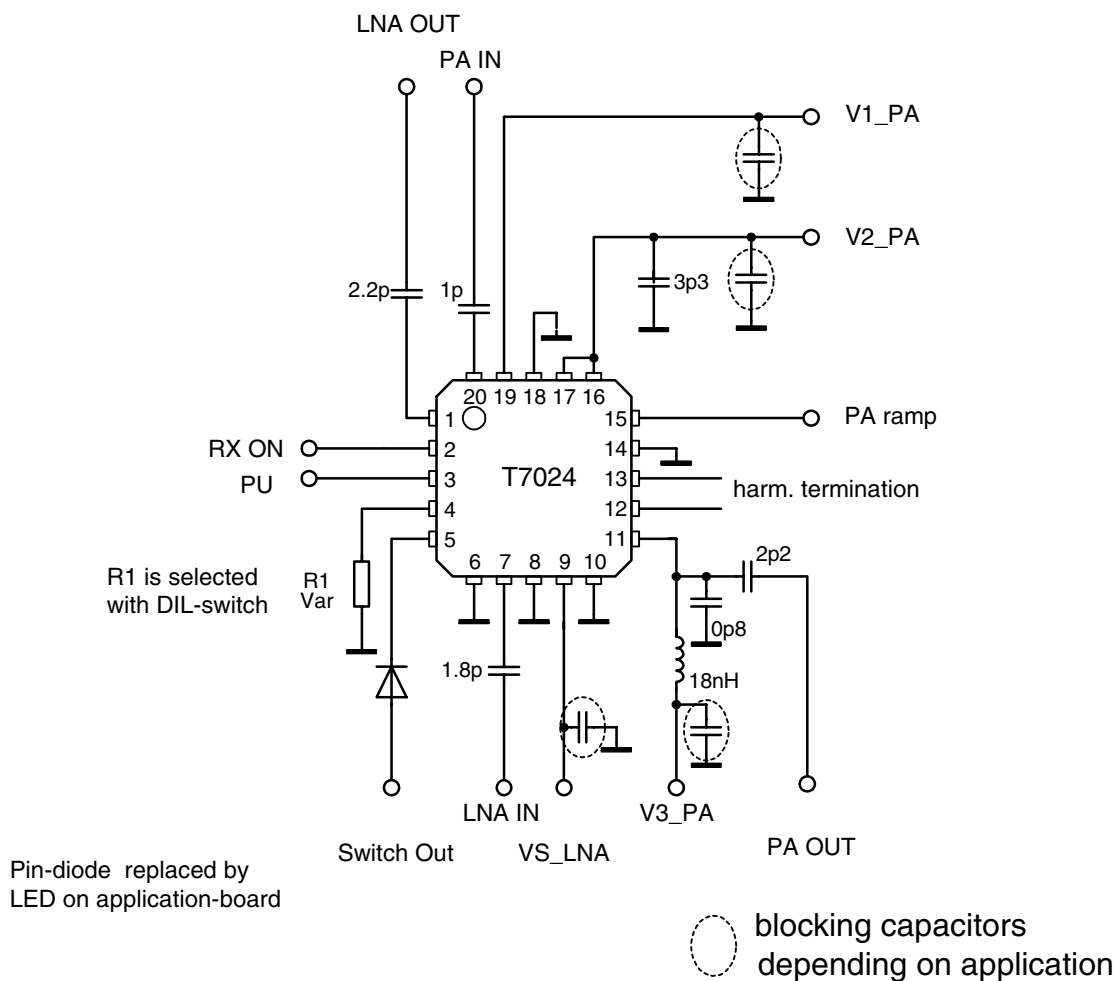 LNA OUT
PA IN
V1_PA
V2_PA
2.2p
1p
3p3
20 19 18 17 16
1
15
PA ramp
RX ON
2
14
PU
3
T7024
13
harm. termination
4
12
5
11
6 7 8 9 10
2p2
R1 is selected
with DIL-switch
R1
Var
0p8
1.8p
18nH
LNA IN
V3_PA
Switch Out
VS_LNA
PA OUT
Pin-diode replaced by
LED on application-board
blocking capacitors
depending on application